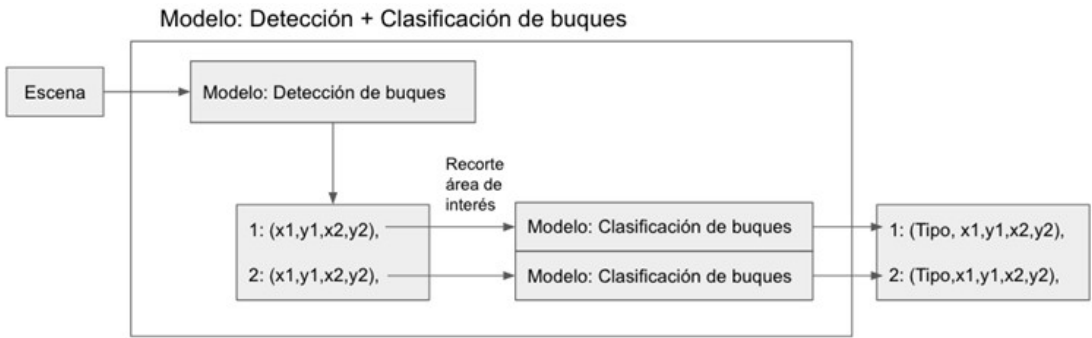 Modelo: Detección + Clasificación de buques
Escena
Modelo: Detección de buques
Recorte
área de
interés
1: (x1,y1,x2,y2),
2: (x1,y1,x2,y2),
Modelo: Clasificación de buques
Modelo: Clasificación de buques
1: (Tipo, x1,y1,x2,y2),
2: (Tipo,x1,y1,x2,y2),